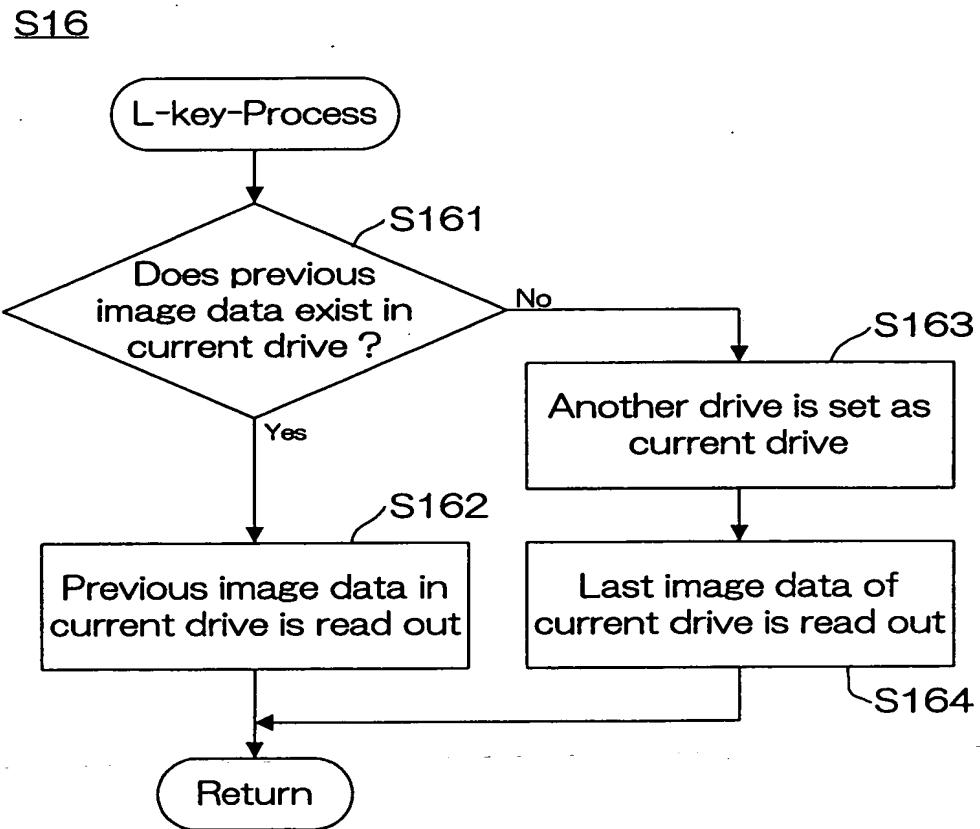 S16
L-key-Process
S161
Does previous
image data exist in
current drive ?
No
Yes
S163
Another drive is set as
current drive
S162
Previous image data in
current drive is read out
Last image data of
current drive is read out
S164
Return